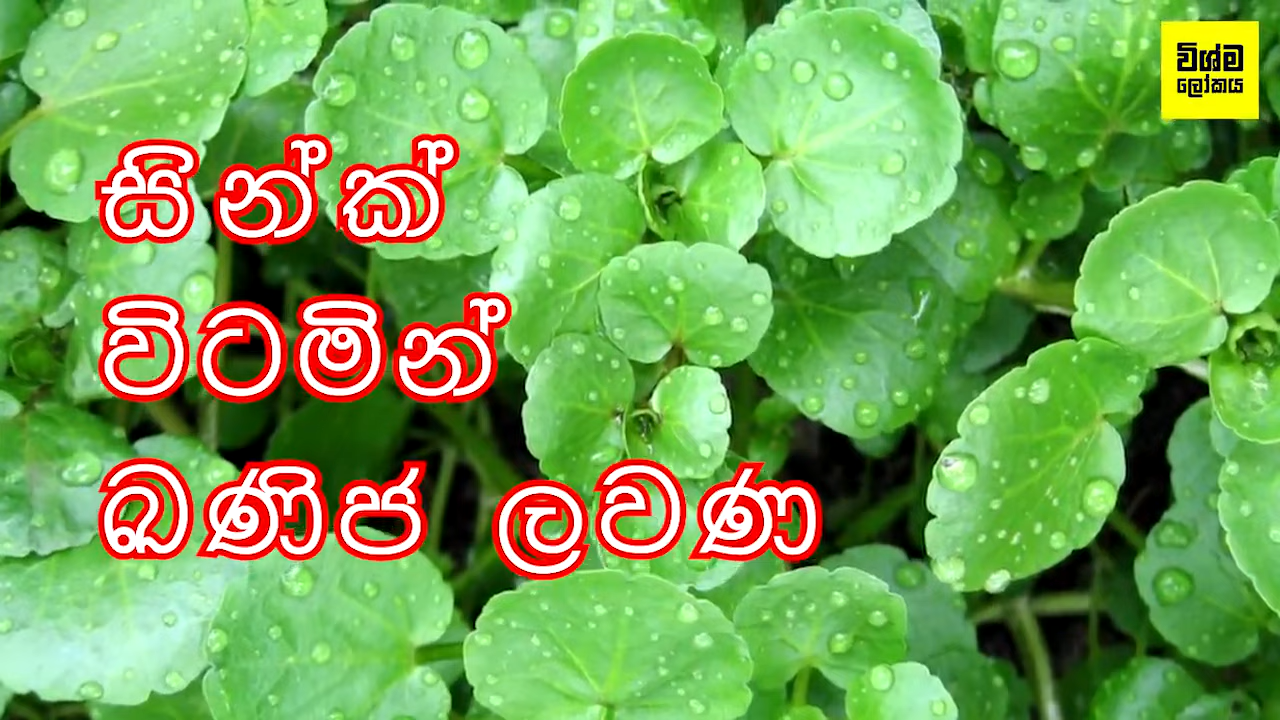 විශ්ම
ලෝකය
සින්ක්
විටමින්
ඛණිජ ලවණ